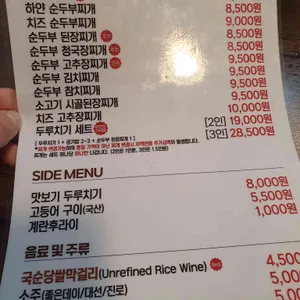 하얀 순두부찌개 8,500원
치즈 순두부찌개 9,000원
순두부 된장찌개 8,500원
순두부 청국장찌개 9,500원
순두부 고추장찌개 9,500원
순두부 김치찌개 9,500원
순두부 참치찌개 9,500원
소고기 시골된장찌개 9,500원
치즈 고추장찌개 10,000원
두루치기 세트 [2인] 19,000원
[3인] 28,500원
SIDE MENU
맛보기 두루치기 8,000원
고등어 구이(국산) 5,500원
계란후라이 1,000원
음료 및 주류
국순당쌀막걸리(Unrefined Rice Wine) 4,500
소주(좋은데이/대선/진로) 5,00